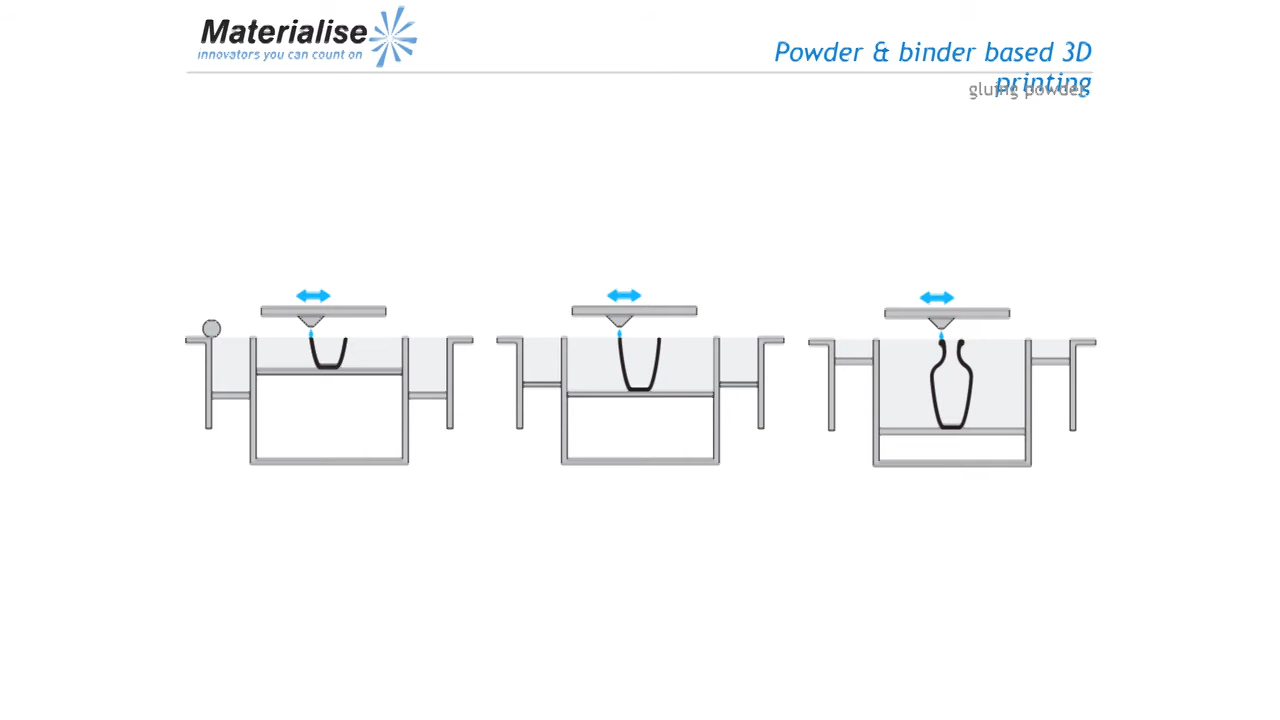 Materialise
innovators you can count on
Powder & binder based 3D
printing
gluing powder